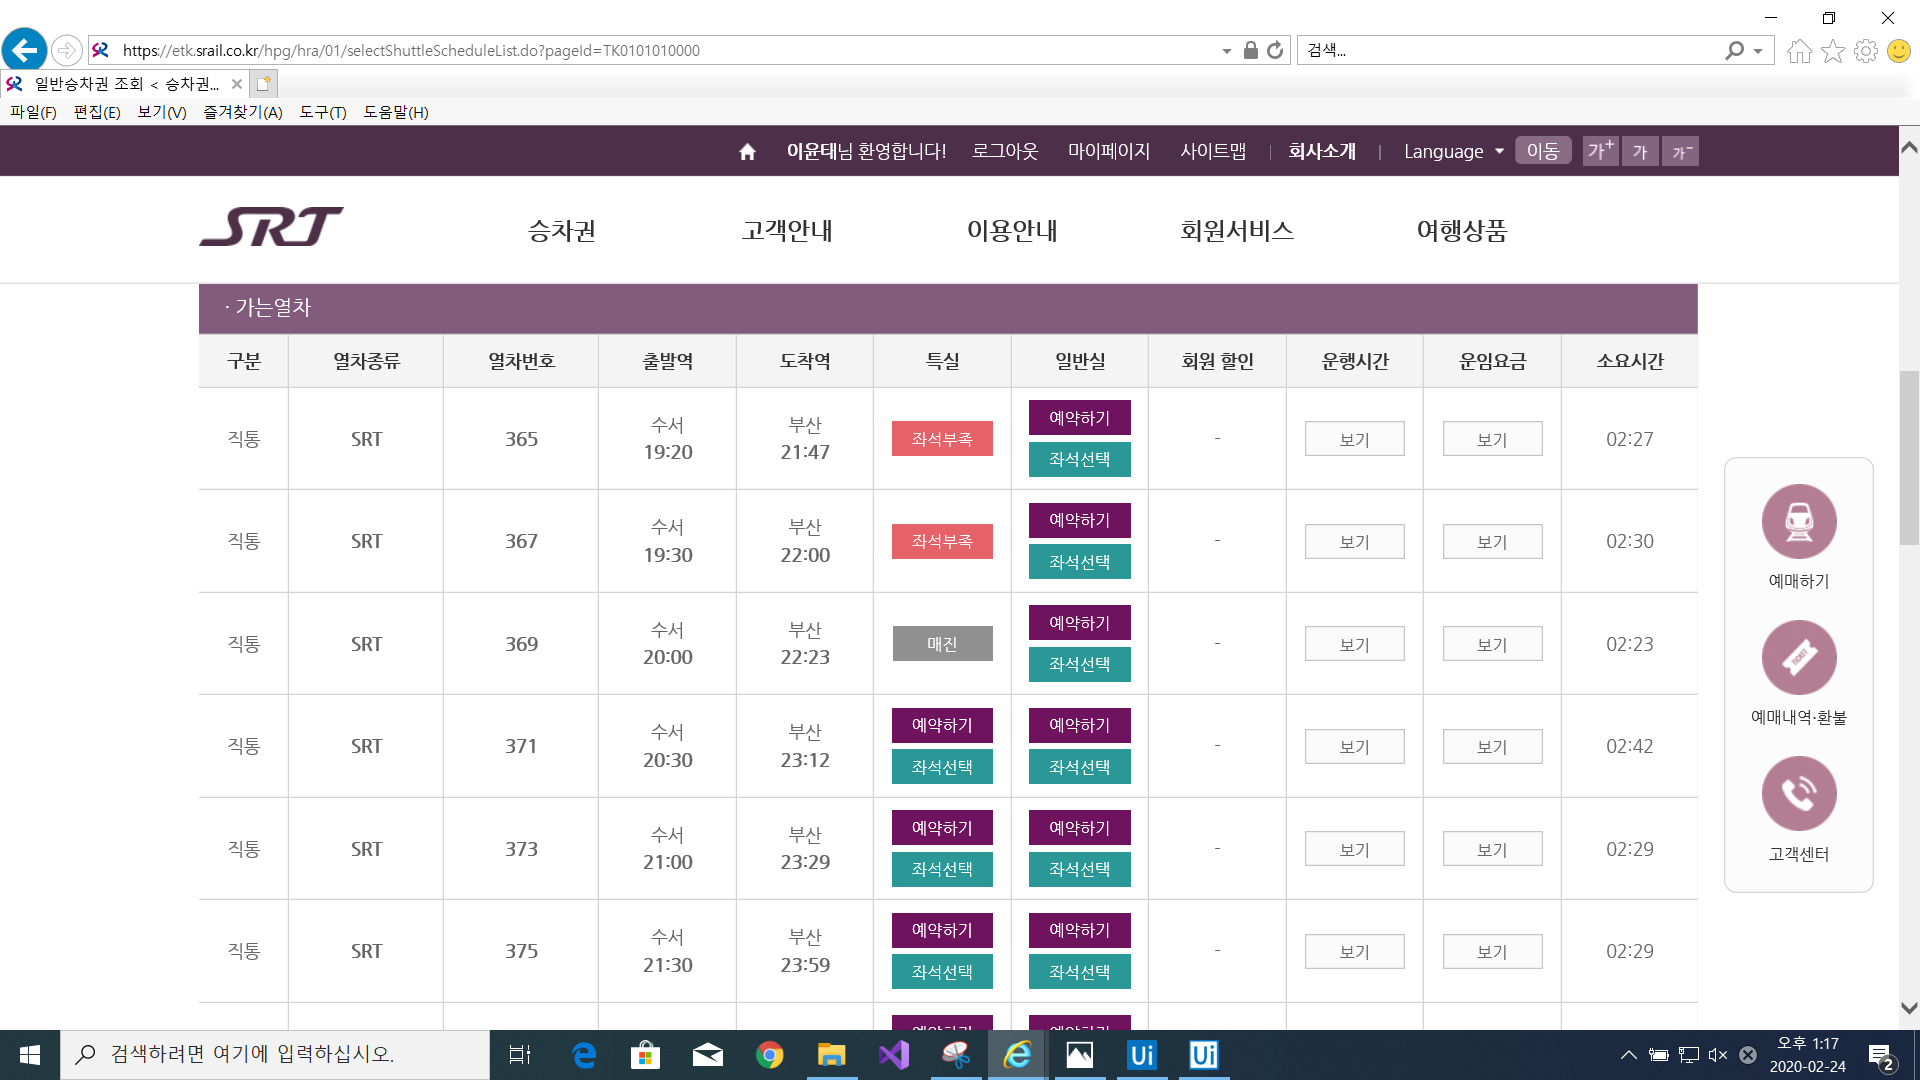 https://etk.srail.co.kr/hpg/hra/01/selectShuttleScheduleList.do?pageId=TK0101010000
검색...
일반승차권 조회 < 승차권...
파일(F) 편집(E) 보기(V) 즐겨찾기(A) 도구(T) 도움말(H)
이윤태님 환영합니다! 로그아웃 마이페이지 사이트맵 | 회사소개 | Language 이동 가+ 가 가-
SRT 승차권 고객안내 이용안내 회원서비스 여행상품
· 가는열차
구분 열차종류 열차번호 출발역 도착역 특실 일반실 회원 할인 운행시간 운임요금 소요시간
수서 부산 예약하기
직통 SRT 365 좌석부족 - 보기 보기 02:27
19:20 21:47 좌석선택
수서 부산 예약하기
직통 SRT 367 좌석부족 - 보기 보기 02:30
19:30 22:00 좌석선택
수서 부산 예약하기
직통 SRT 369 매진 - 보기 보기 02:23
20:00 22:23 좌석선택
수서 부산 예약하기 예약하기
직통 SRT 371 - 보기 보기 02:42
20:30 23:12 좌석선택 좌석선택
수서 부산 예약하기 예약하기
직통 SRT 373 - 보기 보기 02:29
21:00 23:29 좌석선택 좌석선택
수서 부산 예약하기 예약하기
직통 SRT 375 - 보기 보기 02:29
21:30 23:59 좌석선택 좌석선택
예매하기
TICKET
예매내역·환불
고객센터
검색하려면 여기에 입력하십시오.
Ui Ui
오후 1:17
2020-02-24
2